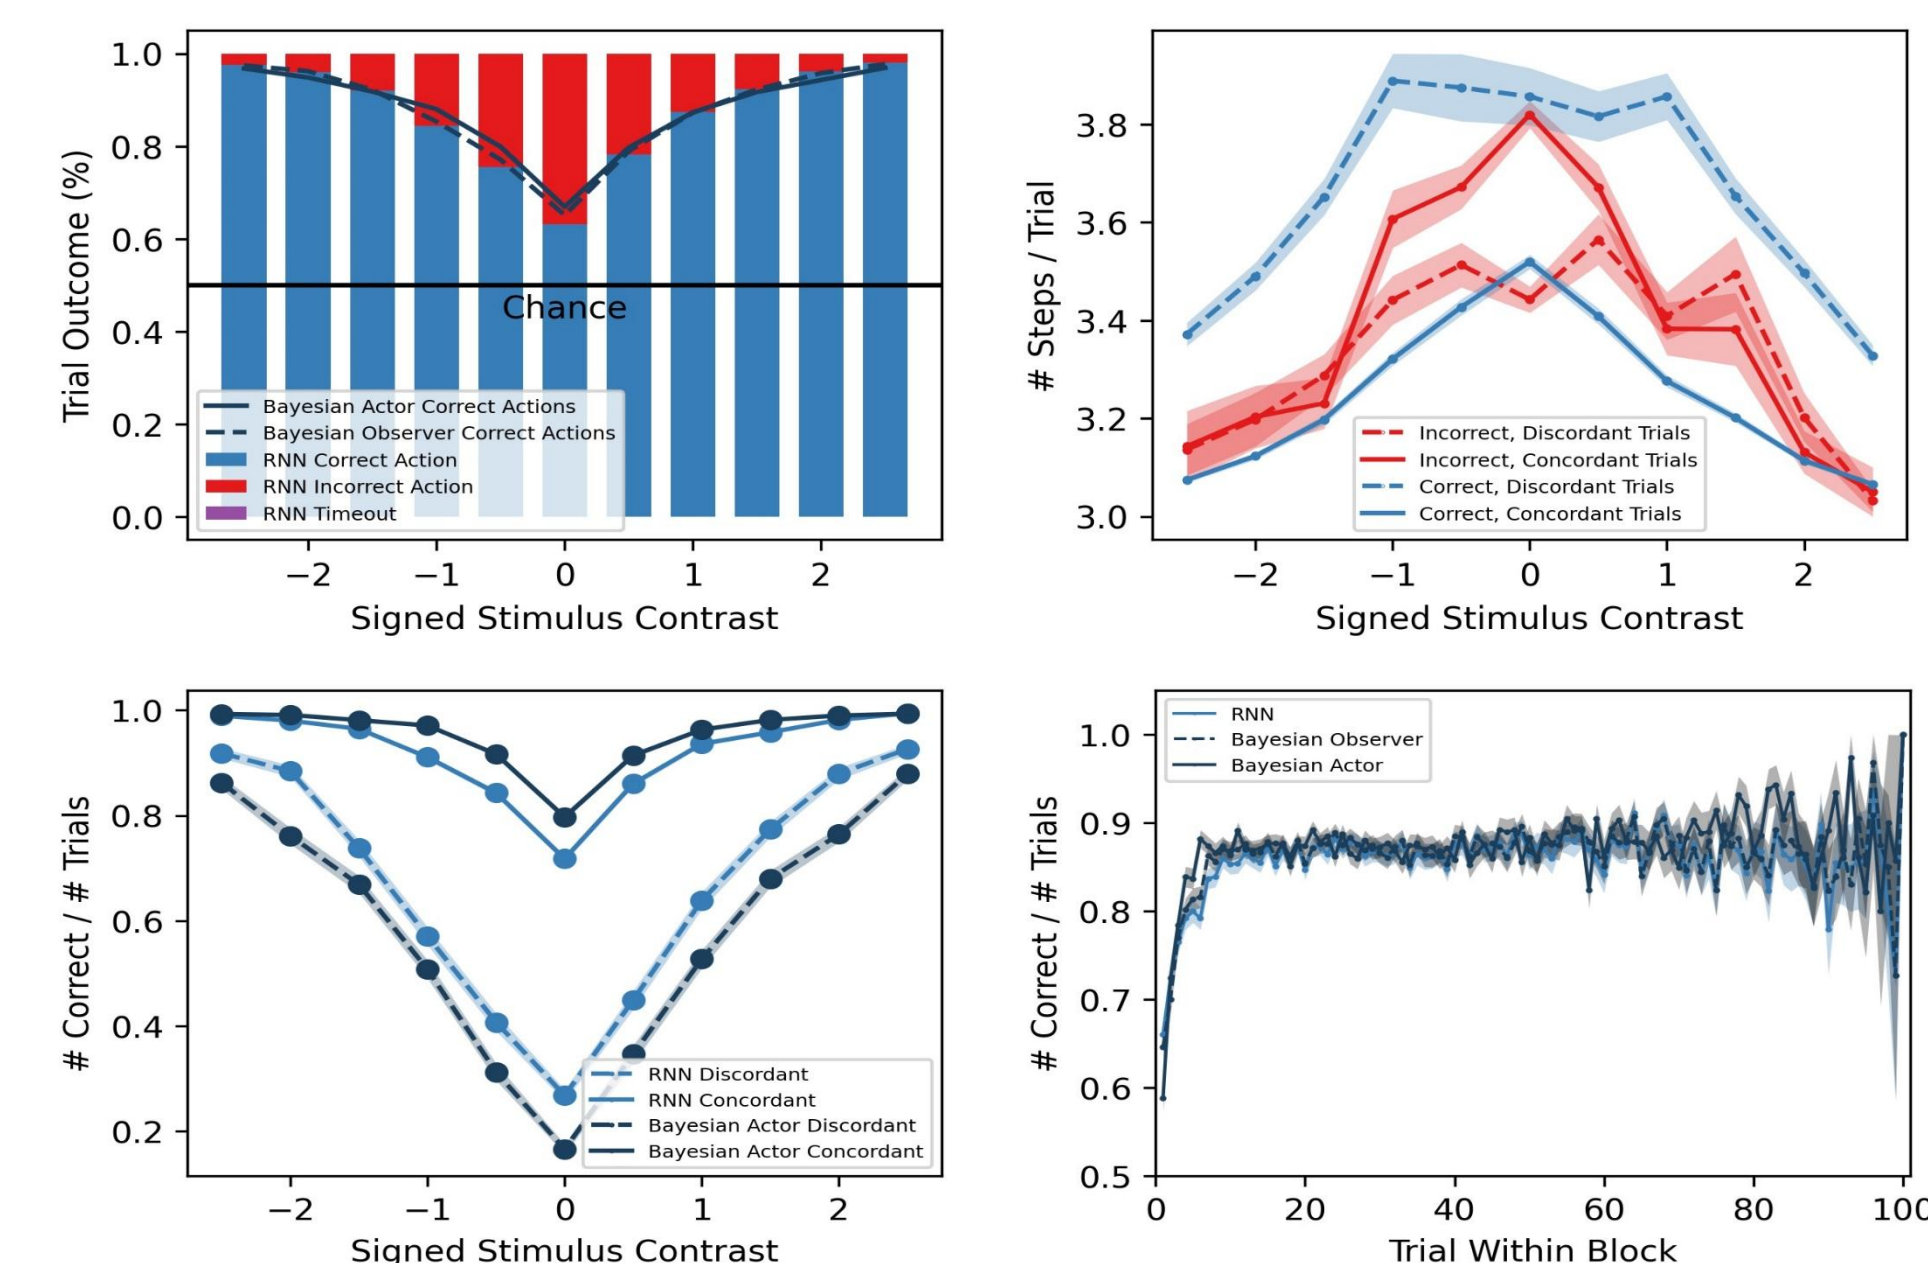 1.0
0.8
0.6
0.4
0.2
0.0
Trial Outcome (%)
Chance
Bayesian Actor Correct Actions
Bayesian Observer Correct Actions
RNN Correct Action
RNN Incorrect Action
RNN Timeout
−2 −1 0 1 2
Signed Stimulus Contrast
3.8
3.6
3.4
3.2
3.0
# Steps / Trial
Incorrect, Discordant Trials
Incorrect, Concordant Trials
Correct, Discordant Trials
Correct, Concordant Trials
−2 −1 0 1 2
Signed Stimulus Contrast
1.0
0.8
0.6
0.4
0.2
# Correct / # Trials
RNN Discordant
RNN Concordant
Bayesian Actor Discordant
Bayesian Actor Concordant
−2 −1 0 1 2
Signed Stimulus Contrast
1.0
0.9
0.8
0.7
0.6
0.5
# Correct / # Trials
RNN
Bayesian Observer
Bayesian Actor
0 20 40 60 80 100
Trial Within Block